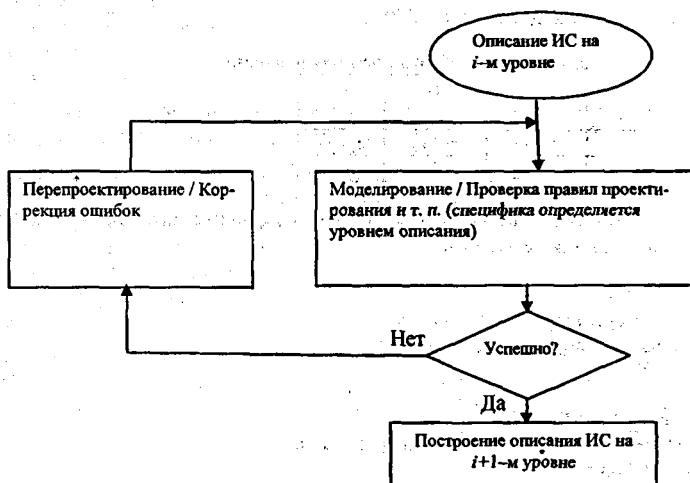 Описание ИС на
i–м уровне
Перепроектирование / Кор-
рекция ошибок
Моделирование / Проверка правил проекти-
рования и т. п. (специфика определяется
уровнем описания)
Нет
Успешно?
Да
Построение описания ИС на
i+1–м уровне